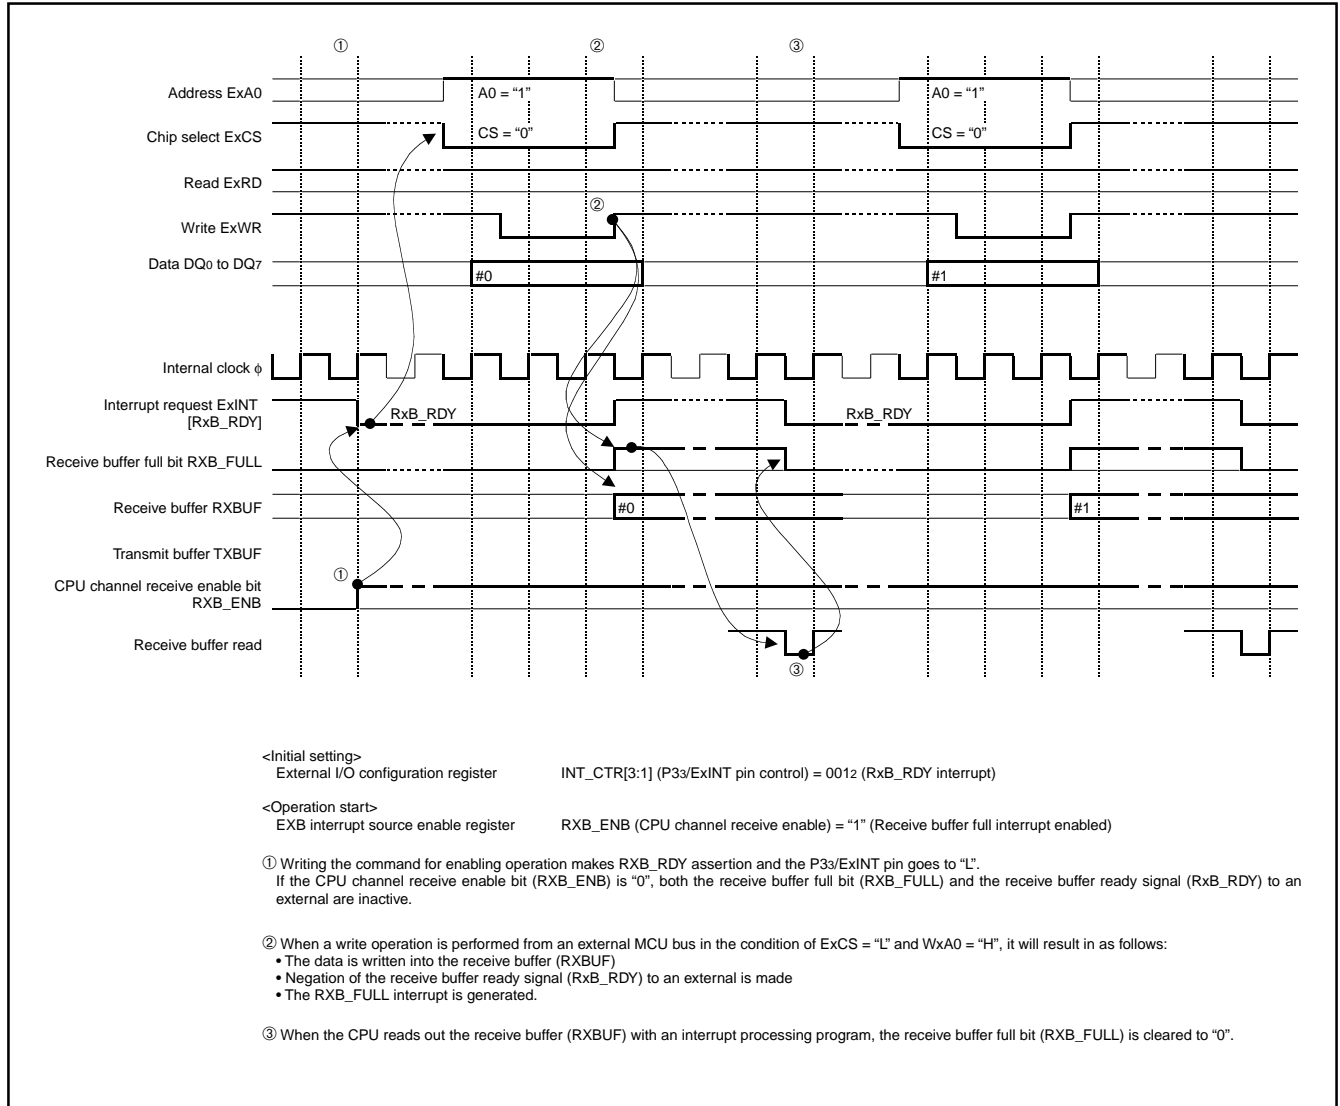 ① ② ③
Address ExA0
A0 = “1” A0 = “1”
Chip select ExCS
CS = “0” CS = “0”
Read ExRD
②
Write ExWR
Data DQ0 to DQ7
#0 #1
Internal clock ϕ
Interrupt request ExINT
[RxB_RDY]
RxB_RDY RxB_RDY
Receive buffer full bit RXB_FULL
Receive buffer RXBUF
#0 #1
Transmit buffer TXBUF
①
CPU channel receive enable bit
RXB_ENB
Receive buffer read
③
<Initial setting>
External I/O configuration register INT_CTR[3:1] (P33/ExINT pin control) = 0012 (RxB_RDY interrupt)
<Operation start>
EXB interrupt source enable register RXB_ENB (CPU channel receive enable) = “1” (Receive buffer full interrupt enabled)
① Writing the command for enabling operation makes RXB_RDY assertion and the P33/ExINT pin goes to “L”.
If the CPU channel receive enable bit (RXB_ENB) is “0”, both the receive buffer full bit (RXB_FULL) and the receive buffer ready signal (RxB_RDY) to an
external are inactive.
② When a write operation is performed from an external MCU bus in the condition of ExCS = “L” and WxA0 = “H”, it will result in as follows:
• The data is written into the receive buffer (RXBUF)
• Negation of the receive buffer ready signal (RxB_RDY) to an external is made
• The RXB_FULL interrupt is generated.
③ When the CPU reads out the receive buffer (RXBUF) with an interrupt processing program, the receive buffer full bit (RXB_FULL) is cleared to “0”.